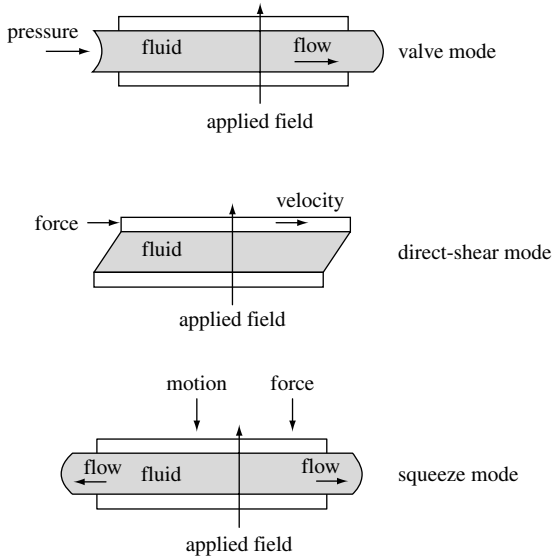 pressure
fluid
flow
valve mode
applied field
velocity
force
fluid
direct-shear mode
applied field
motion
force
flow
fluid
flow
squeeze mode
applied field